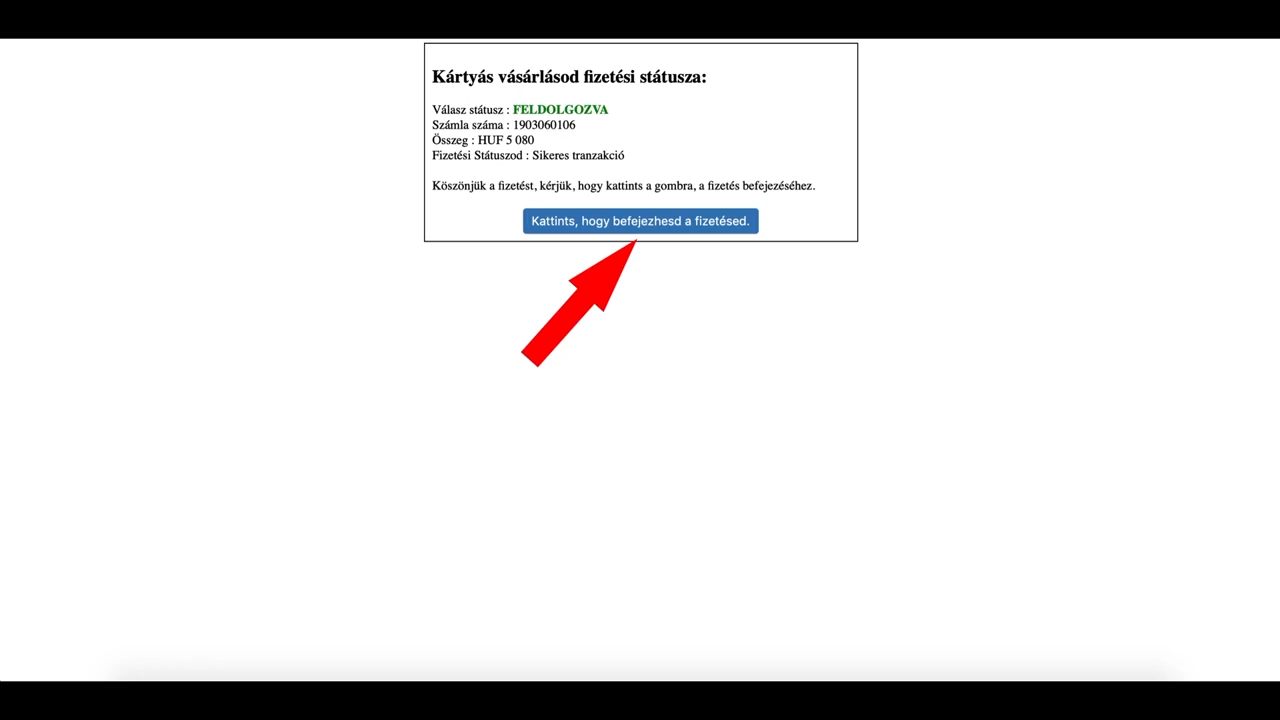 Kártyás vásárlásod fizetési státusza:
Válasz státusz : FELDOLGOZVA
Számla száma : 1903060106
Összeg : HUF 5 080
Fizetési Státuszod : Sikeres tranzakció
Köszönjük a fizetést, kérjük, hogy kattints a gombra, a fizetés befejezéséhez.
Kattints, hogy befejezhesd a fizetésed.